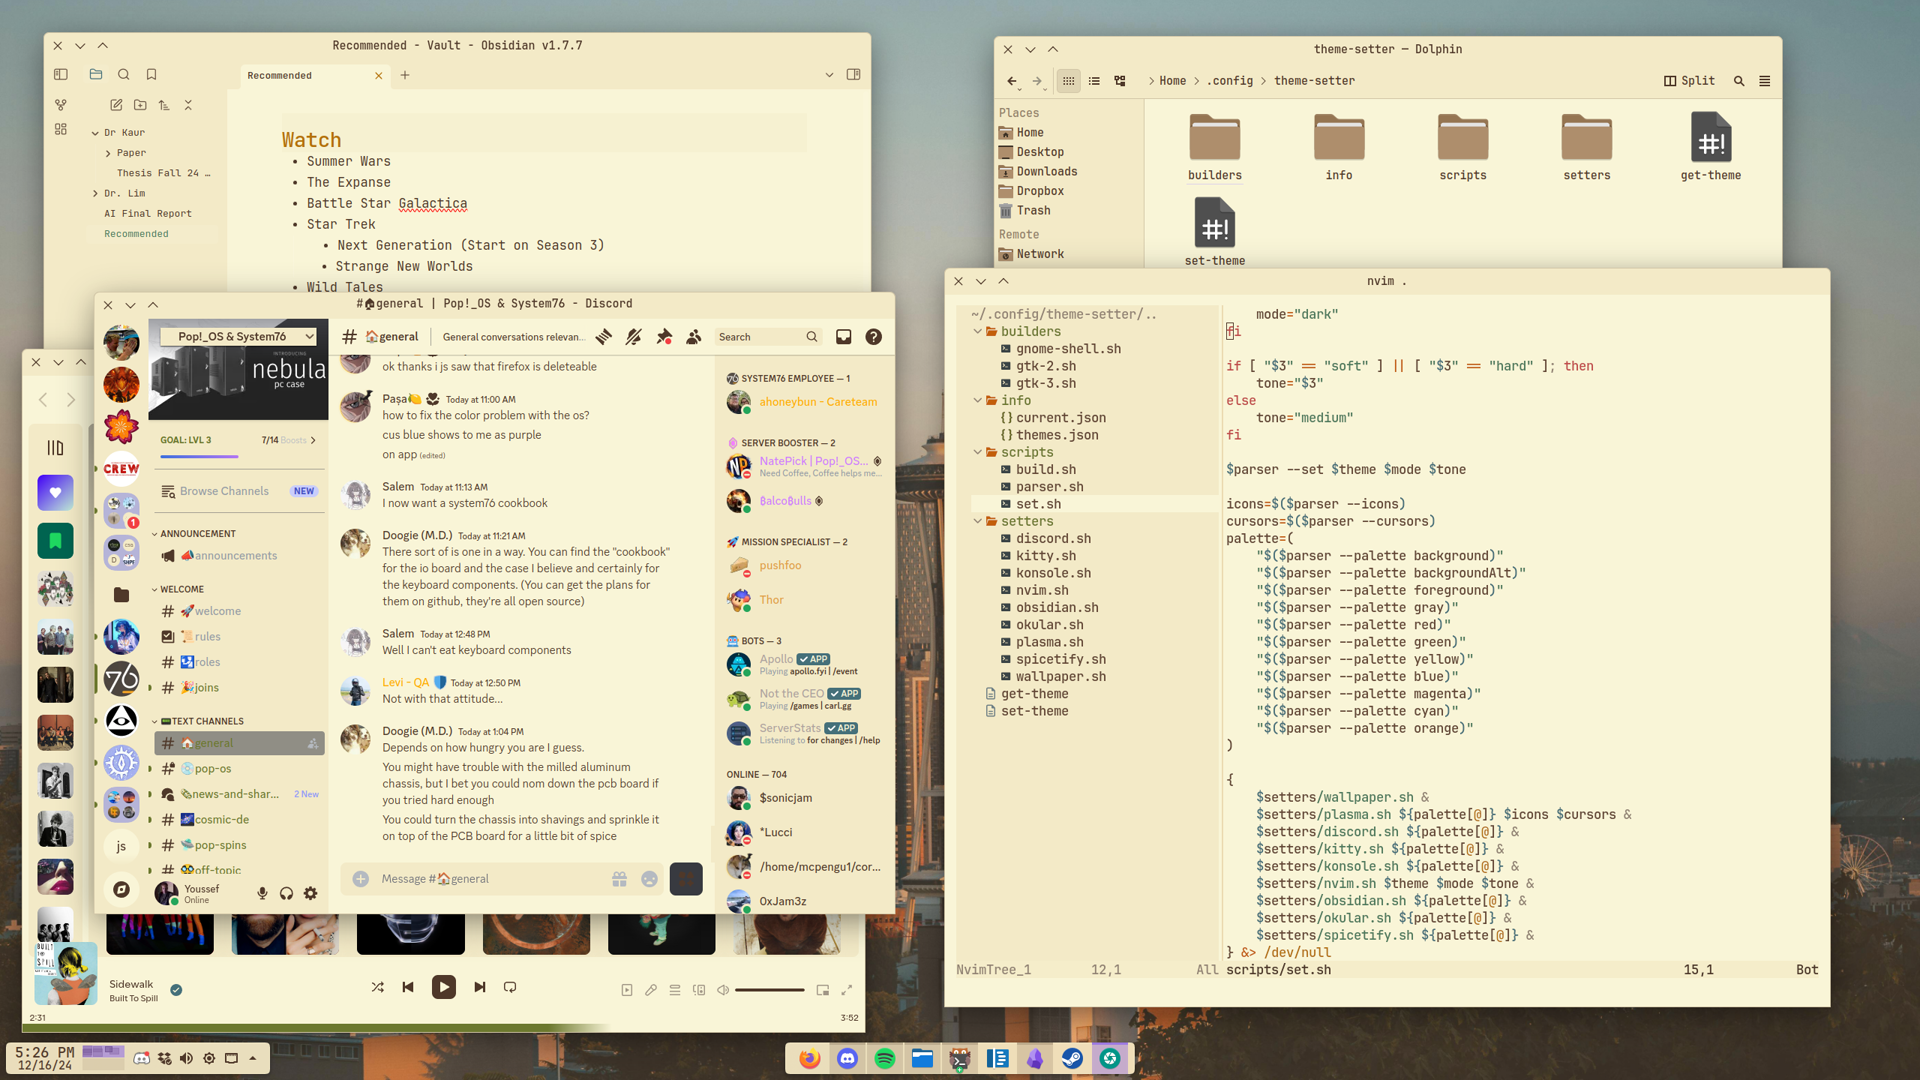 Recommended - Vault - Obsidian v1.7.7
Recommended
Dr Kaur
Paper
Thesis Fall 24 …
Dr. Lim
AI Final Report
Recommended
Watch
Summer Wars
The Expanse
Battle Star Galactica
Star Trek
Next Generation (Start on Season 3)
Strange New Worlds
Wild Tales
theme-setter — Dolphin
Home
.config
theme-setter
Split
Places
Home
Desktop
Downloads
Dropbox
Trash
Remote
Network
builders
info
scripts
setters
get-theme
set-theme
#🏠general | Pop!_OS & System76 - Discord
Pop!_OS & System76
INTRODUCING
nebula
pc case
GOAL: LVL 3
7/14 Boosts
Browse Channels
NEW
ANNOUNCEMENT
📣announcements
WELCOME
🚀welcome
📜rules
roles
🎉joins
TEXT CHANNELS
🏠general
pop-os
news-and-shar...
2 New
cosmic-de
pop-spins
off-topic
CREW
1
76
js
Youssef
Online
# 🏠general
General conversations relevan...
Search
ok thanks i js saw that firefox is deleteable
Paşa🍋 Today at 11:00 AM
how to fix the color problem with the os?
cus blue shows to me as purple
on app (edited)
Salem Today at 11:13 AM
I now want a system76 cookbook
Doogie (M.D.) Today at 11:21 AM
There sort of is one in a way. You can find the "cookbook"
for the io board and the case I believe and certainly for
the keyboard components. (You can get the plans for
them on github, they're all open source)
Salem Today at 12:48 PM
Well I can't eat keyboard components
Levi - QA Today at 12:50 PM
Not with that attitude...
Doogie (M.D.) Today at 1:04 PM
Depends on how hungry you are I guess.
You might have trouble with the milled aluminum
chassis, but I bet you could nom down the pcb board if
you tried hard enough
You could turn the chassis into shavings and sprinkle it
on top of the PCB board for a little bit of spice
Message #🏠general
SYSTEM76 EMPLOYEE — 1
ahoneybun - Careteam
SERVER BOOSTER — 2
NatePick | Pop!_OS...
Need Coffee, Coffee helps me...
BalcoBulls
🚀 MISSION SPECIALIST — 2
pushfoo
Thor
BOTS — 3
Apollo ✓ APP
Playing apollo.fyi | /event
Not the CEO ✓ APP
Playing /games | carl.gg
ServerStats ✓ APP
Listening to for changes | /help
ONLINE — 704
$sonicjam
*Lucci
/home/mcpengu1/cor...
0xJam3z
nvim .
~/.config/theme-setter/..
builders
gnome-shell.sh
gtk-2.sh
gtk-3.sh
info
{} current.json
{} themes.json
scripts
build.sh
parser.sh
set.sh
setters
discord.sh
kitty.sh
konsole.sh
nvim.sh
obsidian.sh
okular.sh
plasma.sh
spicetify.sh
wallpaper.sh
get-theme
set-theme
NvimTree_1 12,1 All
mode="dark"
fi
if [ "$3" == "soft" ] || [ "$3" == "hard" ]; then
tone="$3"
else
tone="medium"
fi
$parser --set $theme $mode $tone
icons=$($parser --icons)
cursors=$($parser --cursors)
palette=(
"$($parser --palette background)"
"$($parser --palette backgroundAlt)"
"$($parser --palette foreground)"
"$($parser --palette gray)"
"$($parser --palette red)"
"$($parser --palette green)"
"$($parser --palette yellow)"
"$($parser --palette blue)"
"$($parser --palette magenta)"
"$($parser --palette cyan)"
"$($parser --palette orange)"
)
{
$setters/wallpaper.sh &
$setters/plasma.sh ${palette[@]} $icons $cursors &
$setters/discord.sh ${palette[@]} &
$setters/kitty.sh ${palette[@]} &
$setters/konsole.sh ${palette[@]} &
$setters/nvim.sh $theme $mode $tone &
$setters/obsidian.sh ${palette[@]} &
$setters/okular.sh ${palette[@]} &
$setters/spicetify.sh ${palette[@]} &
} &> /dev/null
scripts/set.sh 15,1 Bot
BUILT TO SPILL
Sidewalk
Built To Spill
2:31
3:52
5:26 PM
12/16/24